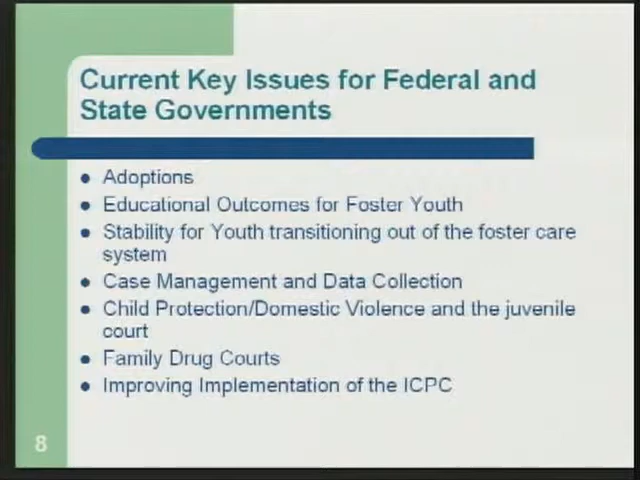 Current Key Issues for Federal and
State Governments
● Adoptions
● Educational Outcomes for Foster Youth
● Stability for Youth transitioning out of the foster care
system
● Case Management and Data Collection
● Child Protection/Domestic Violence and the juvenile
court
● Family Drug Courts
● Improving Implementation of the ICPC
8